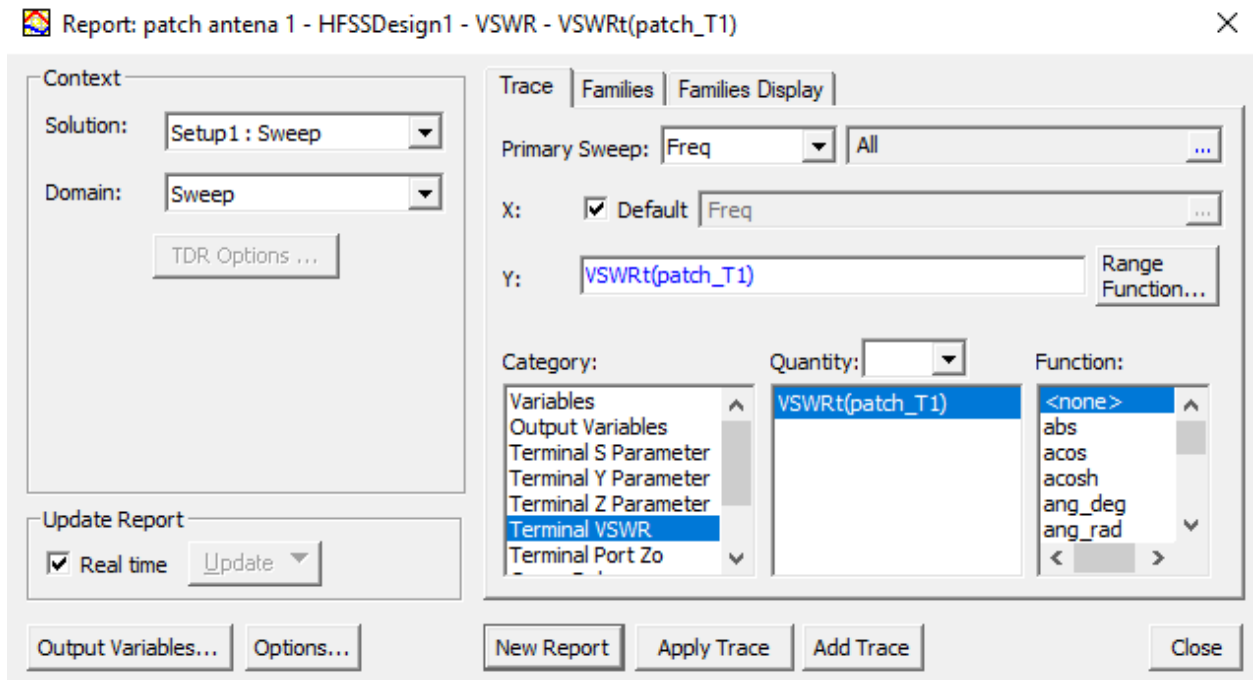 Report: patch antena 1 - HFSSDesign1 - VSWR - VSWRt(patch_T1)
Context
Solution: Setup1 : Sweep
Domain: Sweep
TDR Options ...
Update Report
Real time Update
Output Variables... Options...
Trace Families Families Display
Primary Sweep: Freq All ...
X: Default Freq ...
Y: VSWRt(patch_T1) Range
Function...
Category: Quantity: Function:
Variables VSWRt(patch_T1) <none>
Output Variables abs
Terminal S Parameter acos
Terminal Y Parameter acosh
Terminal Z Parameter ang_deg
Terminal VSWR ang_rad
Terminal Port Zo
New Report Apply Trace Add Trace Close